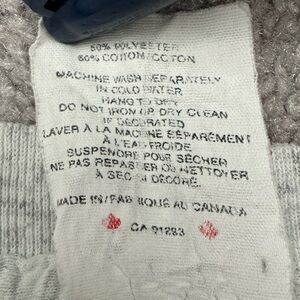 50% POLYESTER
50% COTTON/COTON
MACHINE WASH SEPARATELY
IN COLD WATER
HANG TO DRY
DO NOT IRON OR DRY CLEAN
IF DECORATED
LAVER À LA MACHINE SÉPARÉMENT
À L'EAU FROIDE
SUSPENDRE POUR SÉCHER
NE PAS REPASSER OU NETTOYER
À SEC SI DÉCORÉ
MADE IN/FABRIQUÉ AU CANADA
CA 01283